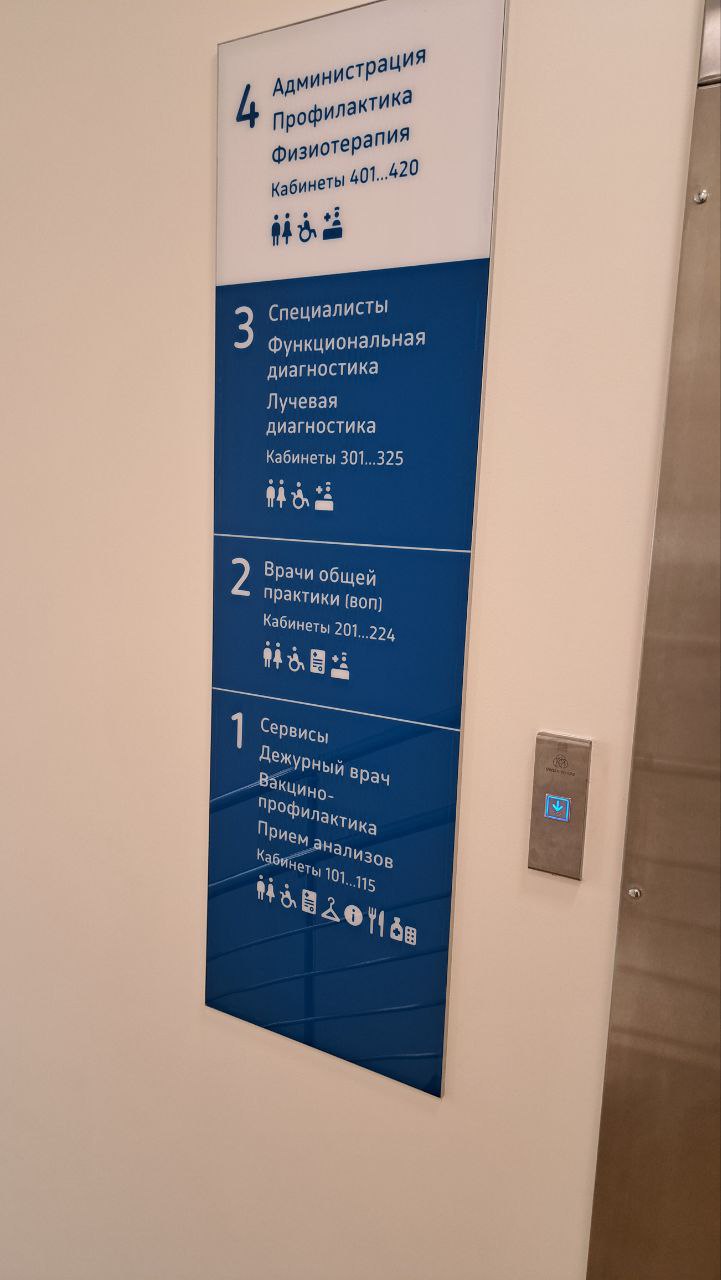 4
Администрация
Профилактика
Физиотерапия
Кабинеты 401...420
3
Специалисты
Функциональная
диагностика
Лучевая
диагностика
Кабинеты 301...325
2
Врачи общей
практики (воп)
Кабинеты 201...224
1
Сервисы
Дежурный врач
Вакцино-
профилактика
Прием анализов
Кабинеты 101...115